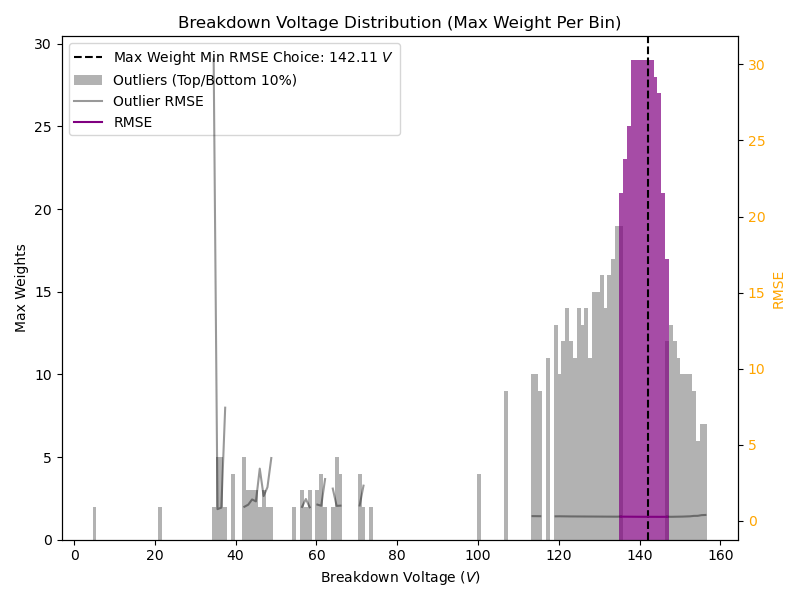 Breakdown Voltage Distribution (Max Weight Per Bin)
Max Weight Min RMSE Choice: 142.11 V
Outliers (Top/Bottom 10%)
Outlier RMSE
RMSE
Max Weights
30
25
20
15
10
5
0
30
25
20
15
10
5
0
RMSE
0 20 40 60 80 100 120 140 160
Breakdown Voltage (V)